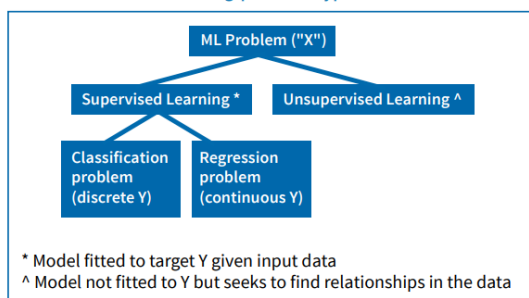 ML Problem ("X")
Supervised Learning *
Unsupervised Learning ^
Classification
problem
(discrete Y)
Regression
problem
(continuous Y)
* Model fitted to target Y given input data
^ Model not fitted to Y but seeks to find relationships in the data